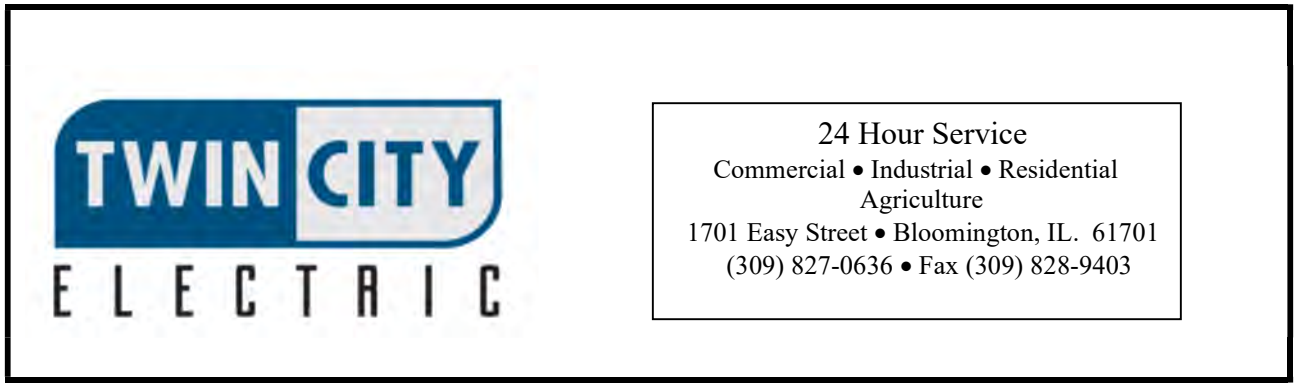 TWIN CITY
ELECTRIC
24 Hour Service
Commercial • Industrial • Residential
Agriculture
1701 Easy Street • Bloomington, IL.  61701
(309) 827-0636 • Fax (309) 828-9403